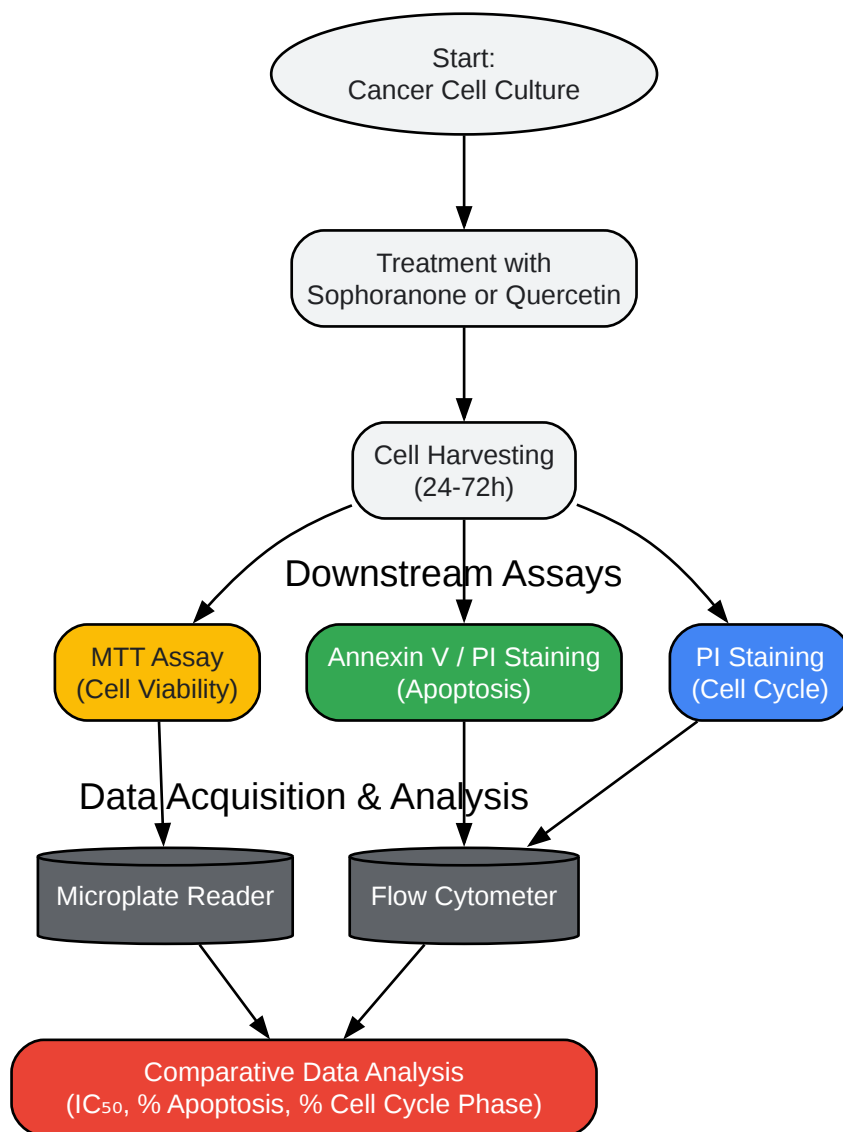 Start:
Cancer Cell Culture
Treatment with
Sophoranone or Quercetin
Cell Harvesting
(24-72h)
Downstream Assays
MTT Assay
(Cell Viability)
Annexin V / PI Staining
(Apoptosis)
PI Staining
(Cell Cycle)
Data Acquisition & Analysis
Microplate Reader
Flow Cytometer
Comparative Data Analysis
(IC₅₀, % Apoptosis, % Cell Cycle Phase)